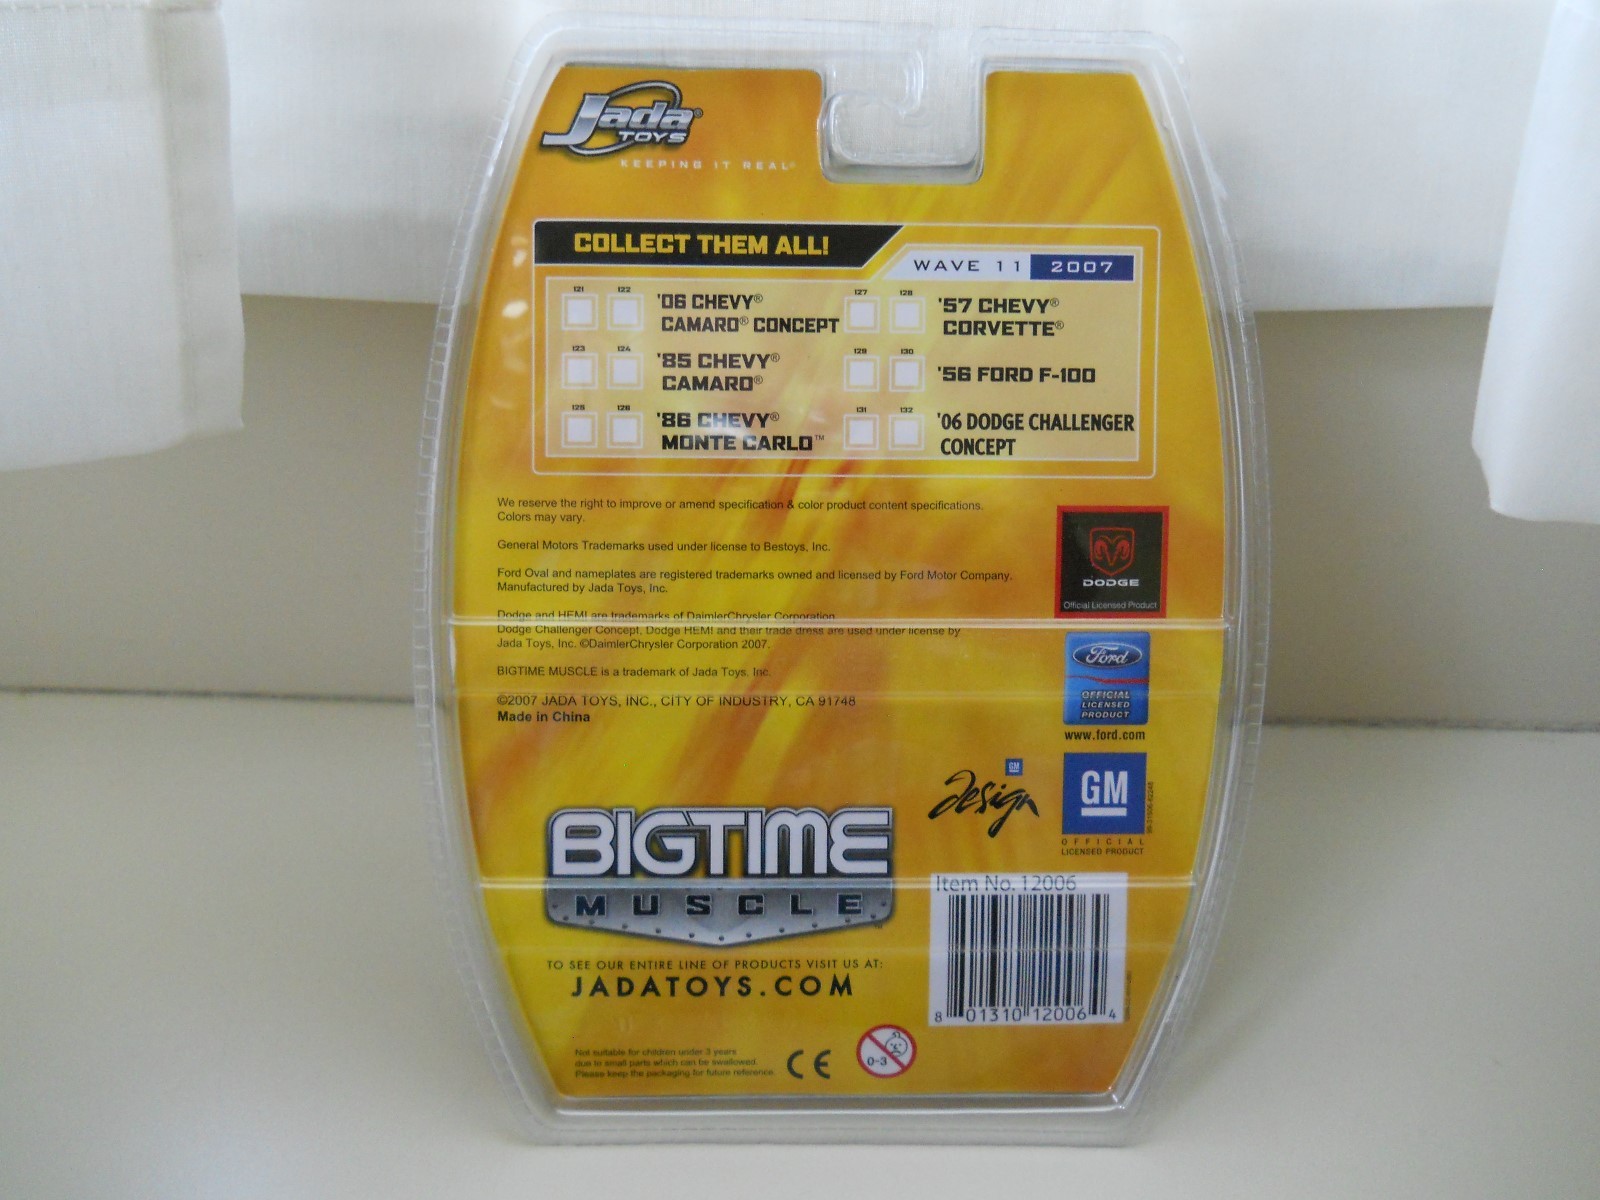 Jada®
TOYS
KEEPING IT REAL®
COLLECT THEM ALL!
WAVE 11 2007
121 122 '06 CHEVY®
CAMARO® CONCEPT
123 124 '85 CHEVY®
CAMARO®
125 126 '86 CHEVY®
MONTE CARLO™
127 128 '57 CHEVY
CORVETTE®
129 130 '56 FORD F-100
131 132 '06 DODGE CHALLENGER
CONCEPT
We reserve the right to improve or amend specification & color product content specifications.
Colors may vary.
General Motors Trademarks used under license to Bestoys, Inc.
Ford Oval and nameplates are registered trademarks owned and licensed by Ford Motor Company.
Manufactured by Jada Toys, Inc.
Dodge and HEMI are trademarks of DaimlerChrysler Corporation.
Dodge Challenger Concept, Dodge HEMI and their trade dress are used under license by
Jada Toys, Inc. ©DaimlerChrysler Corporation 2007.
BIGTIME MUSCLE is a trademark of Jada Toys, Inc.
©2007 JADA TOYS, INC., CITY OF INDUSTRY, CA 91748
Made in China
DODGE
Official Licensed Product
Ford
OFFICIAL
LICENSED
PRODUCT
www.ford.com
GM
Design
GM
OFFICIAL
LICENSED PRODUCT
BIGTIME
MUSCLE
TO SEE OUR ENTIRE LINE OF PRODUCTS VISIT US AT:
JADATOYS.COM
Item No. 12006
8 01310 12006 4
Not suitable for children under 3 years
due to small parts which can be swallowed.
Please keep the packaging for future reference.
CE
0-3